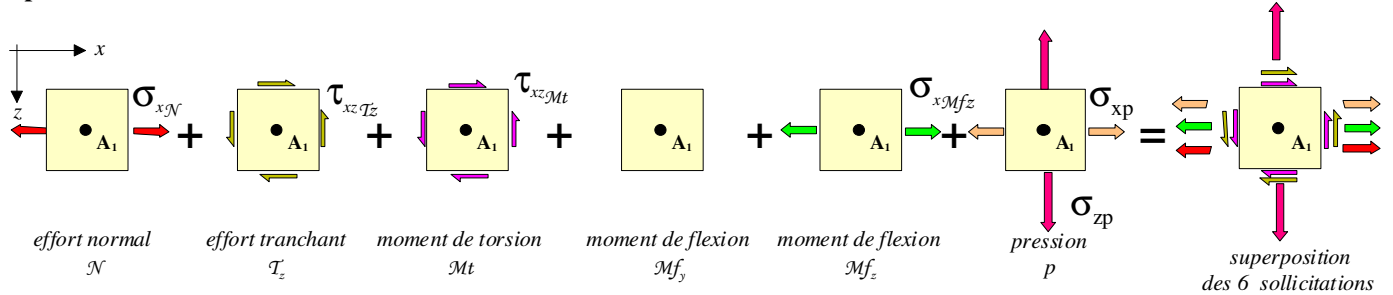 x
z
σxN
A₁
+
τxzTz
A₁
+
τxzMt
A₁
+
A₁
+
σxMfz
A₁
+
σxp
σzp
A₁
=
A₁
effort normal
N
effort tranchant
Tz
moment de torsion
Mt
moment de flexion
Mfy
moment de flexion
Mfz
pression
p
superposition
des 6 sollicitations